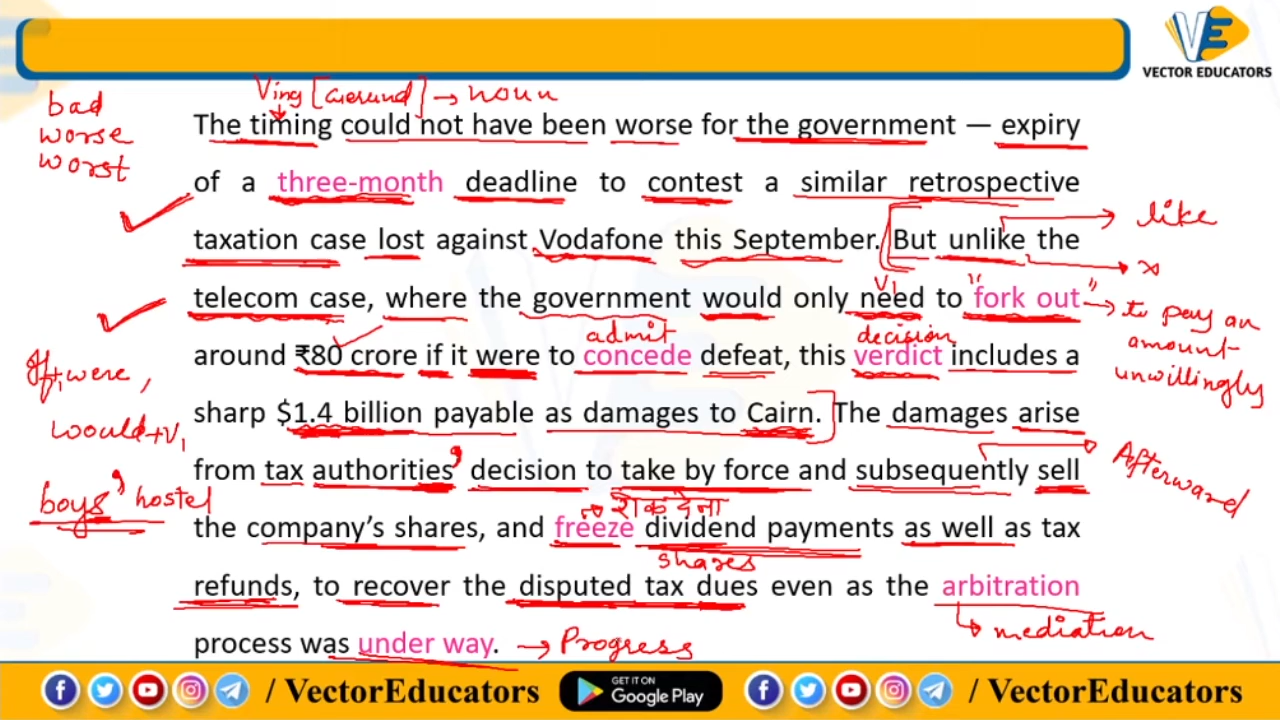 VE
VECTOR EDUCATORS
Ving [Gerund] → noun
bad
worse
worst
The timing could not have been worse for the government — expiry
of a three-month deadline to contest a similar retrospective
like
taxation case lost against Vodafone this September. But unlike the
telecom case, where the government would only need to "fork out"
V1
→ to pay an
amount
unwillingly
admit
decision
around ₹80 crore if it were to concede defeat, this verdict includes a
If, were,
would+V1
sharp $1.4 billion payable as damages to Cairn. The damages arise
from tax authorities' decision to take by force and subsequently sell
Afterward
boys' hostel
रोक देना
the company's shares, and freeze dividend payments as well as tax
shares
refunds, to recover the disputed tax dues even as the arbitration
mediation
process was under way. → Progress
/ VectorEducators
GET IT ON
Google Play
/ VectorEducators